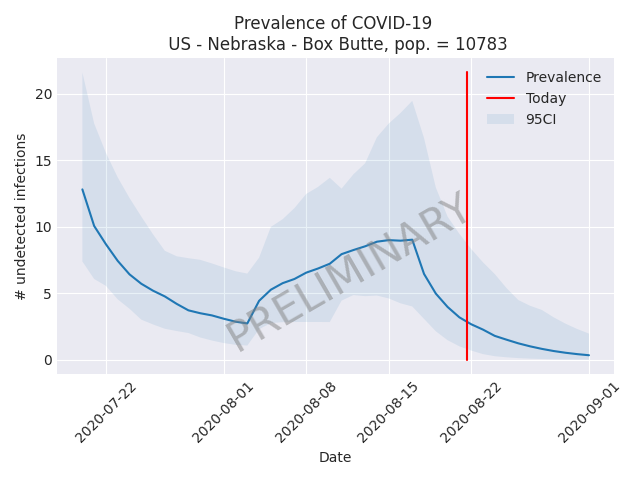 Prevalence of COVID-19
US - Nebraska - Box Butte, pop. = 10783
Prevalence
Today
95CI
PRELIMINARY
# undetected infections
20
15
10
5
0
2020-07-22
2020-08-01
2020-08-08
2020-08-15
2020-08-22
2020-09-01
Date